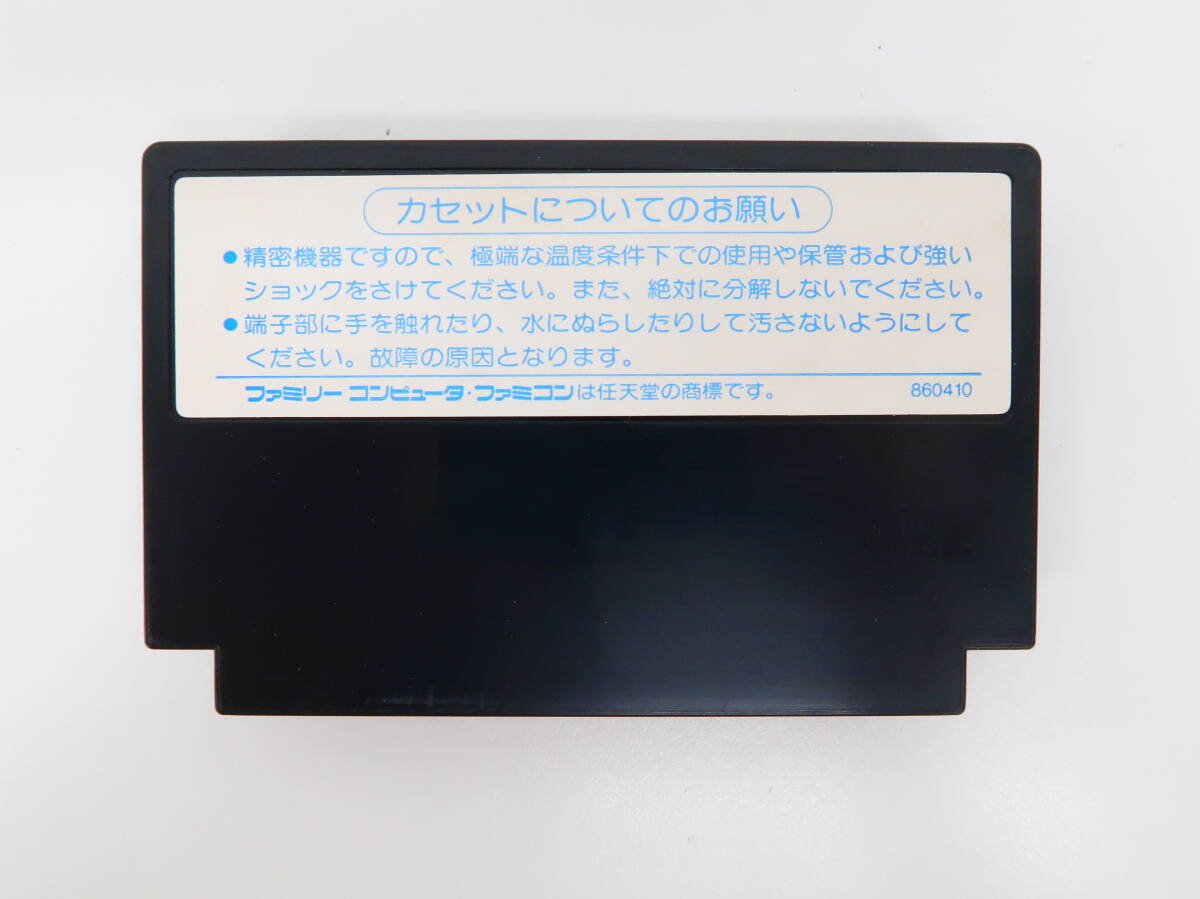 カセットについてのお願い
●精密機器ですので、極端な温度条件下での使用や保管および強い
ショックをさけてください。また、絶対に分解しないでください。
●端子部に手を触れたり、水にぬらしたりして汚さないようにして
ください。故障の原因となります。
ファミリーコンピュータ・ファミコンは任天堂の商標です。 860410